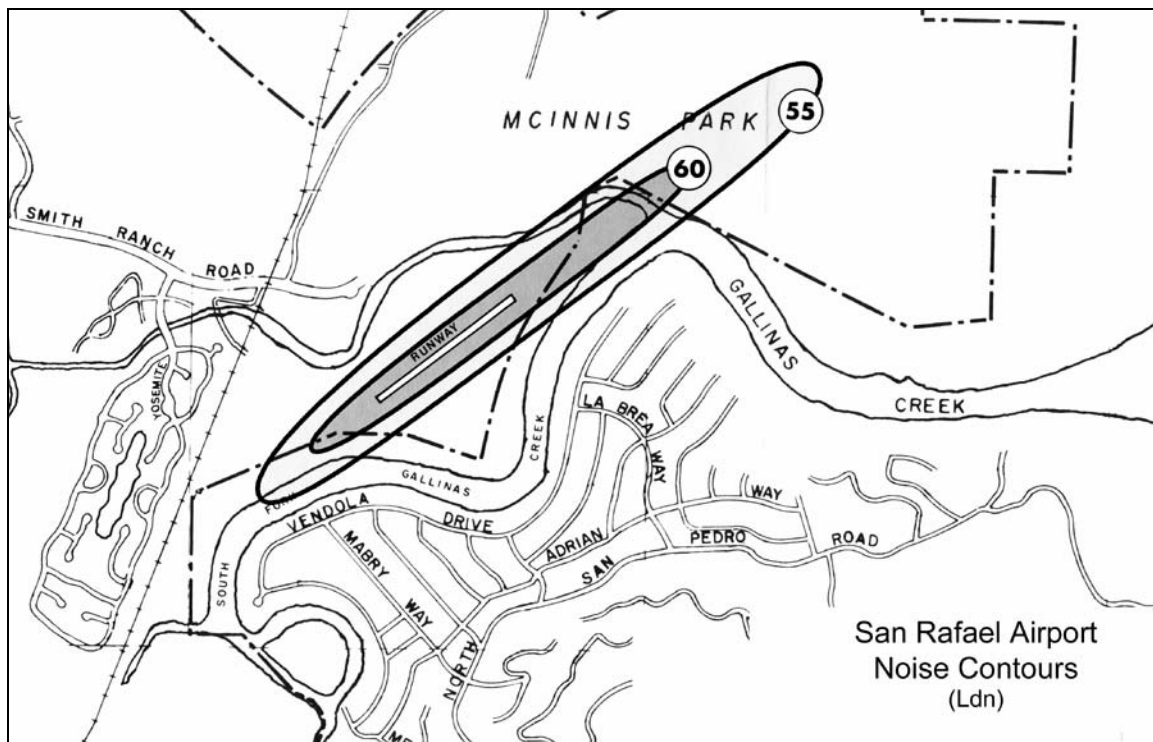 55
MCINNIS PARK
60
SMITH RANCH ROAD
GALLINAS
CREEK
RUNWAY
YOSEMITE
LA BREA WAY
CREEK
GALLINAS
FORK
SOUTH
VENDOLA DRIVE
WAY
ADRIAN
PEDRO ROAD
SAN
MABRY WAY
NORTH
San Rafael Airport
Noise Contours
(Ldn)